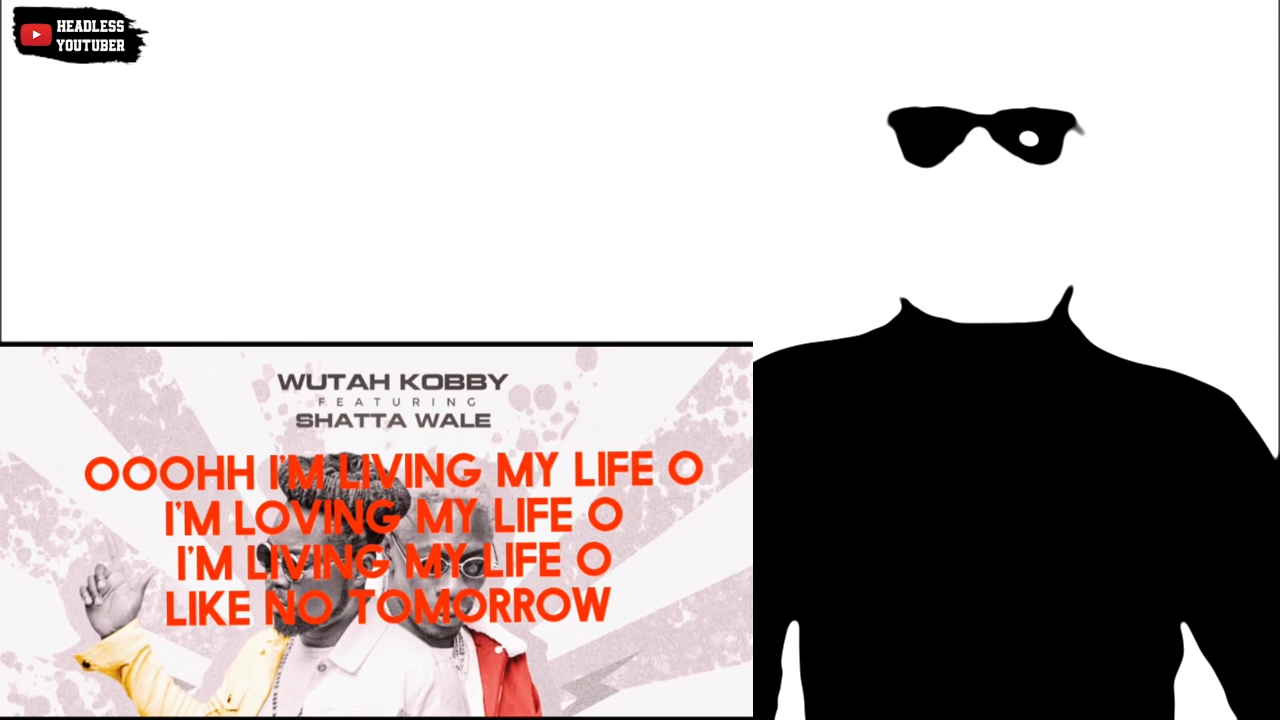 HEADLESS
YOUTUBER
WUTAH KOBBY
FEATURING
SHATTA WALE
OOOHH I'M LIVING MY LIFE O
I'M LOVING MY LIFE O
I'M LIVING MY LIFE O
LIKE NO TOMORROW